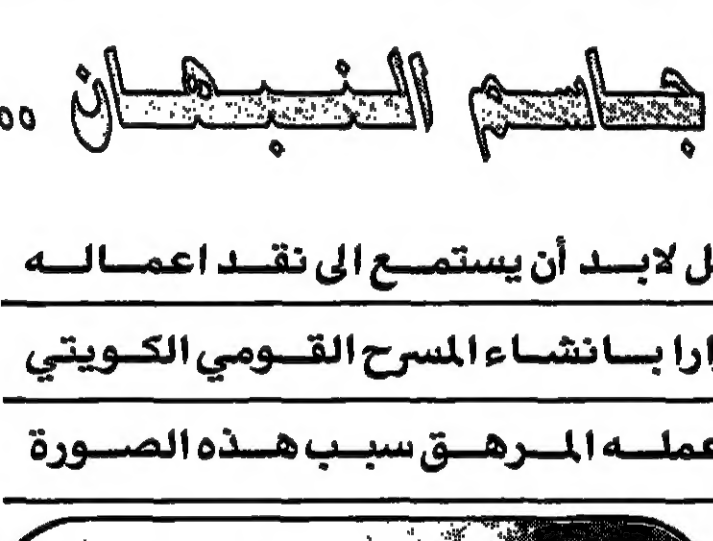 جاسم النبهان ..
لابد أن يستمع الى نقد اعماله
بانشاء المسرح القومي الكويتي
عمله المرهق سبب هذه الصورة